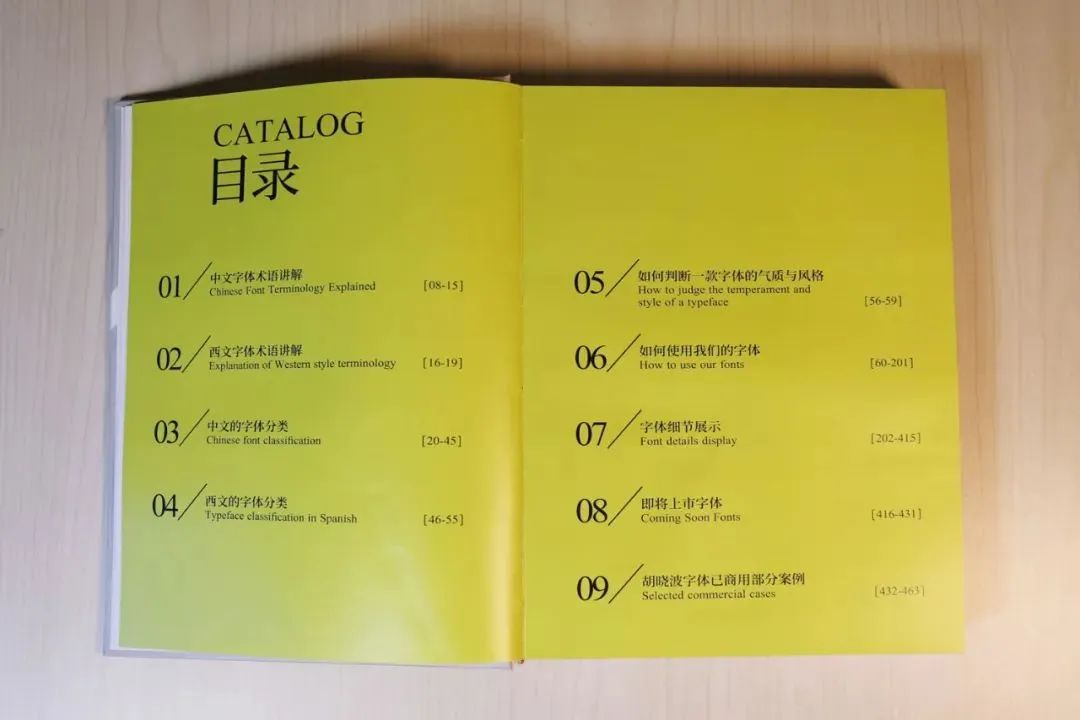 CATALOG
目录
01
中文字体术语讲解
Chinese Font Terminology Explained
[08-15]
02
西文字体术语讲解
Explanation of Western style terminology
[16-19]
03
中文的字体分类
Chinese font classification
[20-45]
04
西文的字体分类
Typeface classification in Spanish
[46-55]
05
如何判断一款字体的气质与风格
How to judge the temperament and
style of a typeface
[56-59]
06
如何使用我们的字体
How to use our fonts
[60-201]
07
字体细节展示
Font details display
[202-415]
08
即将上市字体
Coming Soon Fonts
[416-431]
09
胡晓波字体已商用部分案例
Selected commercial cases
[432-463]